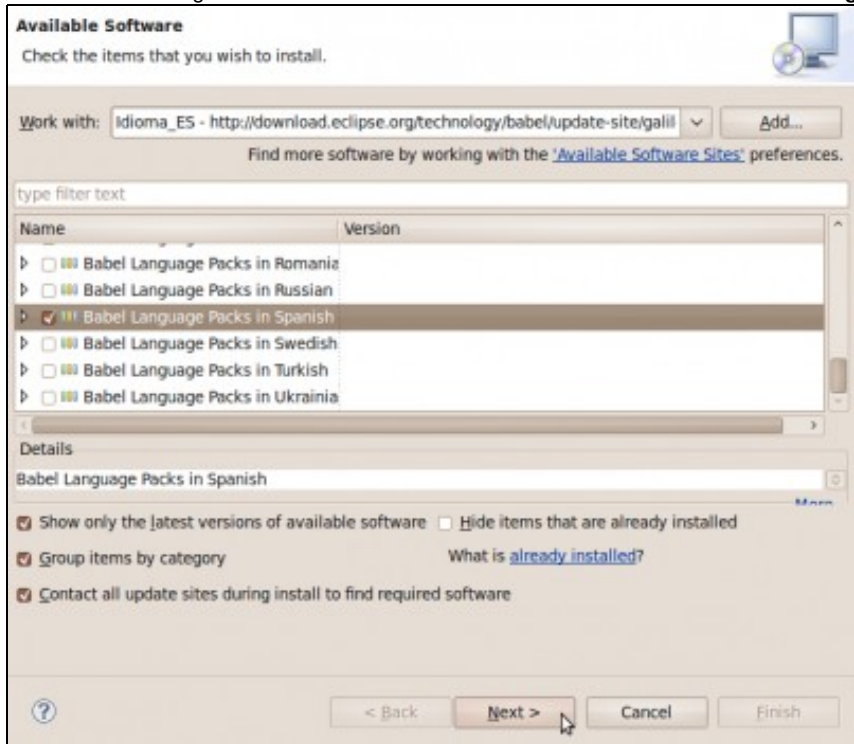 Available Software
Check the items that you wish to install.
Work with: Idioma_ES - http://download.eclipse.org/technology/babel/update-site/galil Add...
Find more software by working with the 'Available Software Sites' preferences.
type filter text
Name Version
Babel Language Packs in Romania
Babel Language Packs in Russian
Babel Language Packs in Spanish
Babel Language Packs in Swedish
Babel Language Packs in Turkish
Babel Language Packs in Ukrainia
Details
Babel Language Packs in Spanish
More
Show only the latest versions of available software Hide items that are already installed
Group items by category What is already installed?
Contact all update sites during install to find required software
? < Back Next > Cancel Finish